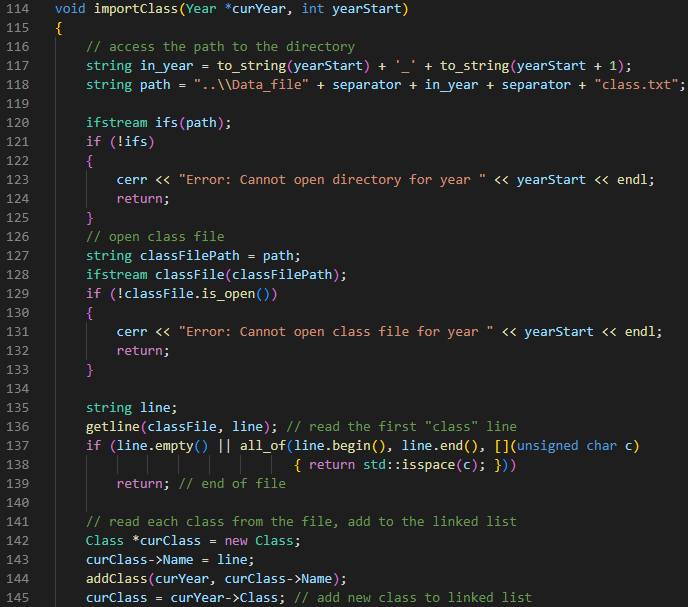 114 void importClass(Year *curYear, int yearStart)
115 {
116 // access the path to the directory
117 string in_year = to_string(yearStart) + '_' + to_string(yearStart + 1);
118 string path = "..\\Data_file" + separator + in_year + separator + "class.txt";
119
120 ifstream ifs(path);
121 if (!ifs)
122 {
123 cerr << "Error: Cannot open directory for year " << yearStart << endl;
124 return;
125 }
126 // open class file
127 string classFilePath = path;
128 ifstream classFile(classFilePath);
129 if (!classFile.is_open())
130 {
131 cerr << "Error: Cannot open class file for year " << yearStart << endl;
132 return;
133 }
134
135 string line;
136 getline(classFile, line); // read the first "class" line
137 if (line.empty() || all_of(line.begin(), line.end(), [](unsigned char c)
138 { return std::isspace(c); }))
139 return; // end of file
140
141 // read each class from the file, add to the linked list
142 Class *curClass = new Class;
143 curClass->Name = line;
144 addClass(curYear, curClass->Name);
145 curClass = curYear->Class; // add new class to linked list